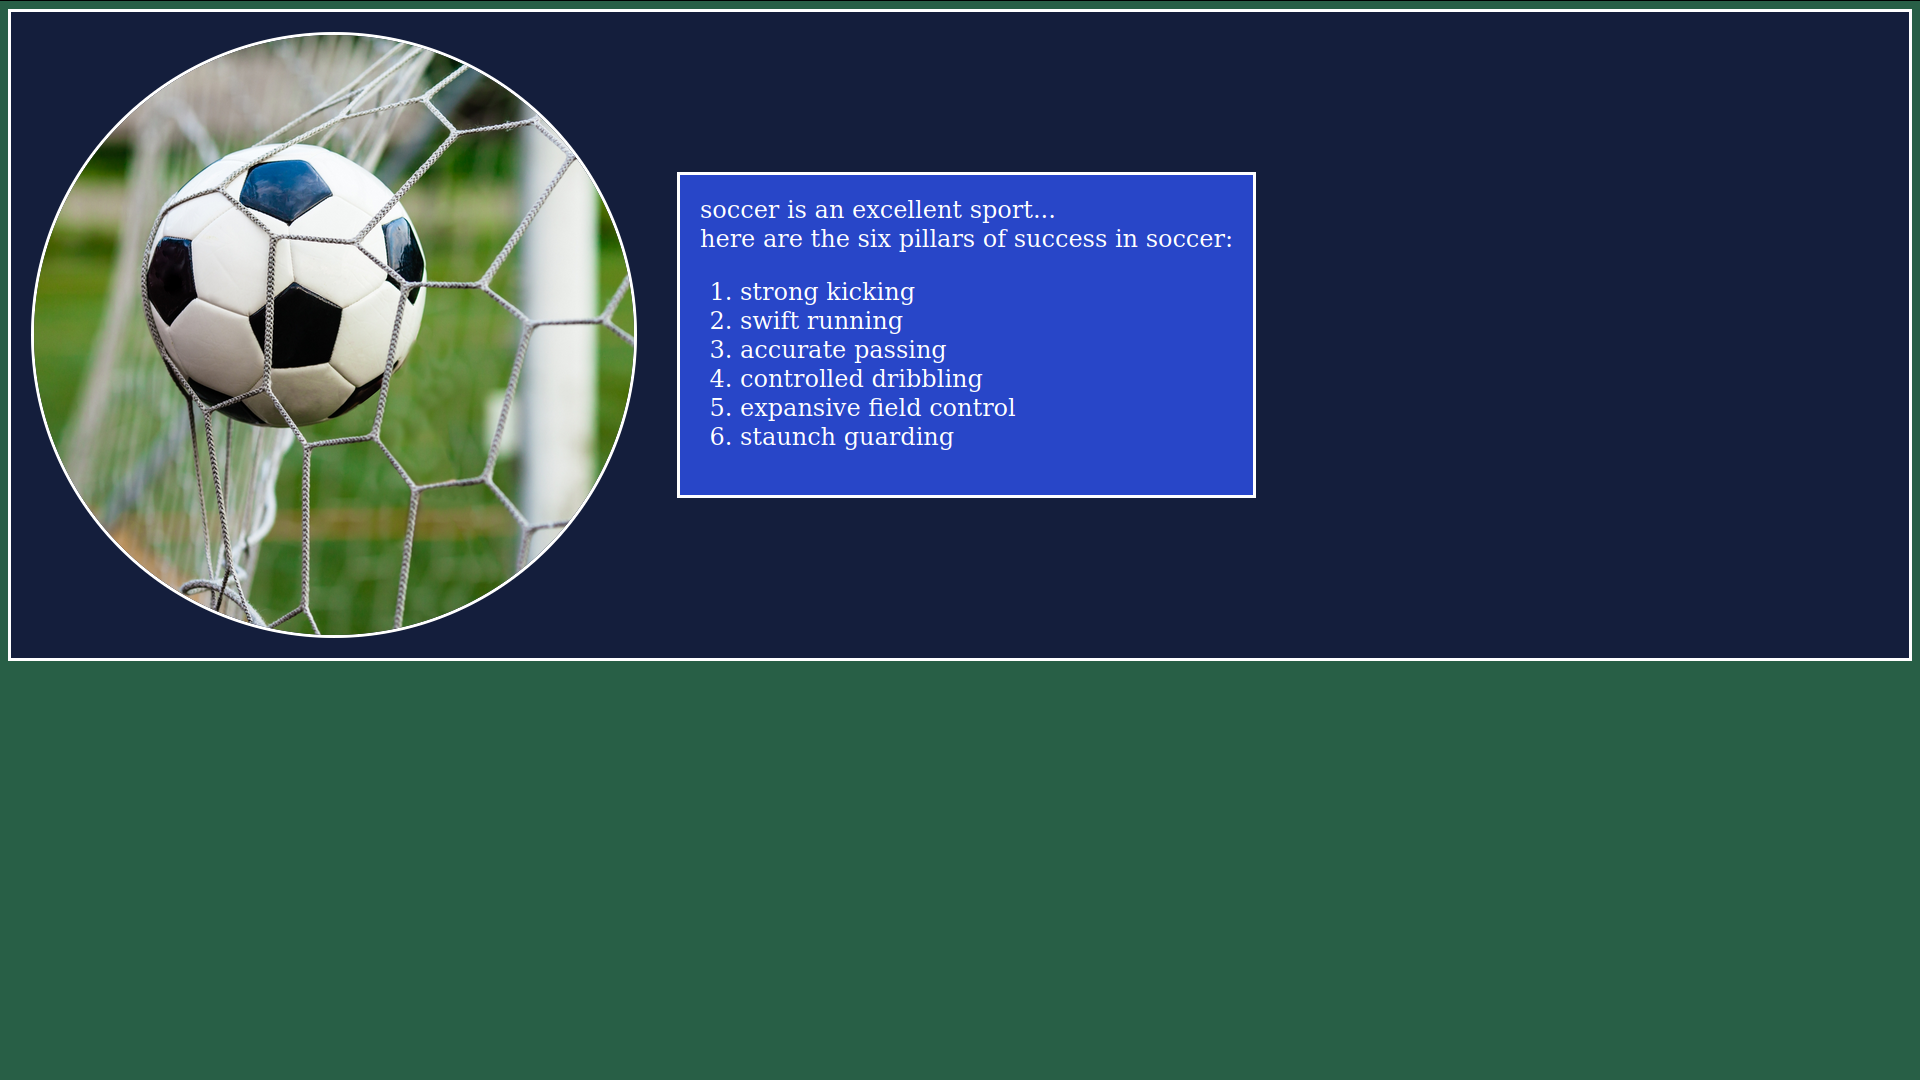 soccer is an excellent sport...
here are the six pillars of success in soccer:
1. strong kicking
2. swift running
3. accurate passing
4. controlled dribbling
5. expansive field control
6. staunch guarding